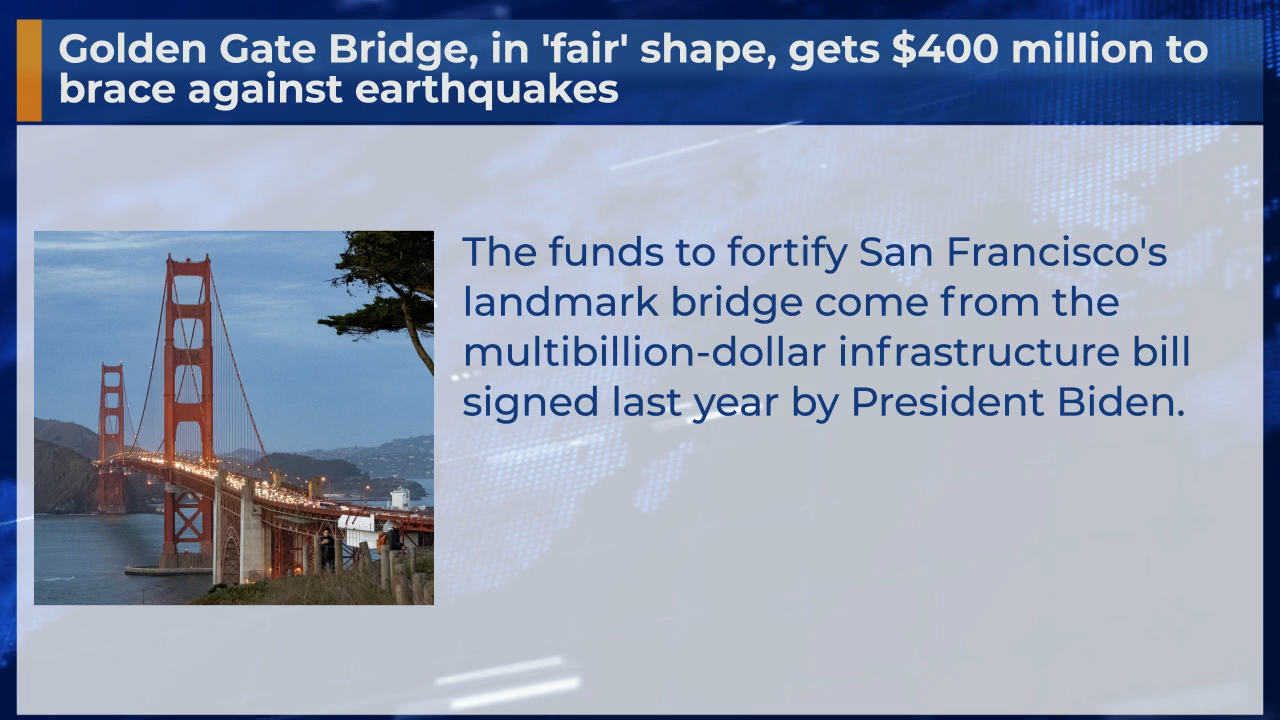 Golden Gate Bridge, in 'fair' shape, gets $400 million to
brace against earthquakes
The funds to fortify San Francisco's
landmark bridge come from the
multibillion-dollar infrastructure bill
signed last year by President Biden.